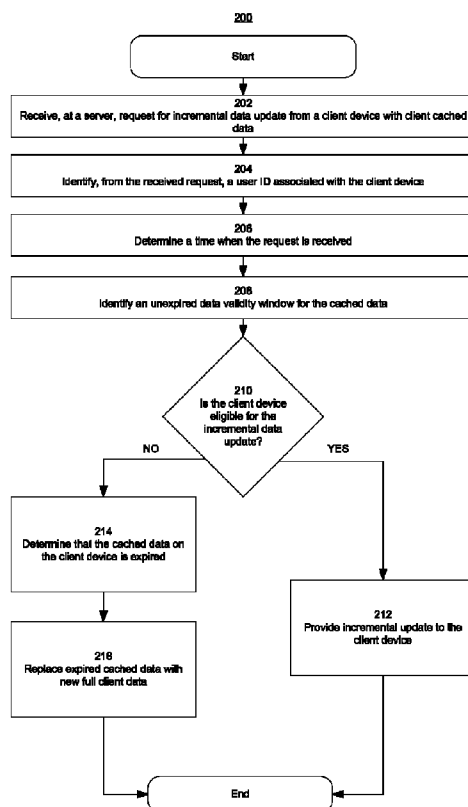 200
Start
202
Receive, at a server, request for incremental data update from a client device with client cached
data
204
Identify, from the received request, a user ID associated with the client device
206
Determine a time when the request is received
208
Identify an unexpired data validity window for the cached data
210
Is the client device
eligible for the
incremental data
update?
NO
YES
214
Determine that the cached data on
the client device is expired
212
Provide incremental update to the
client device
216
Replace expired cached data with
new full client data
End